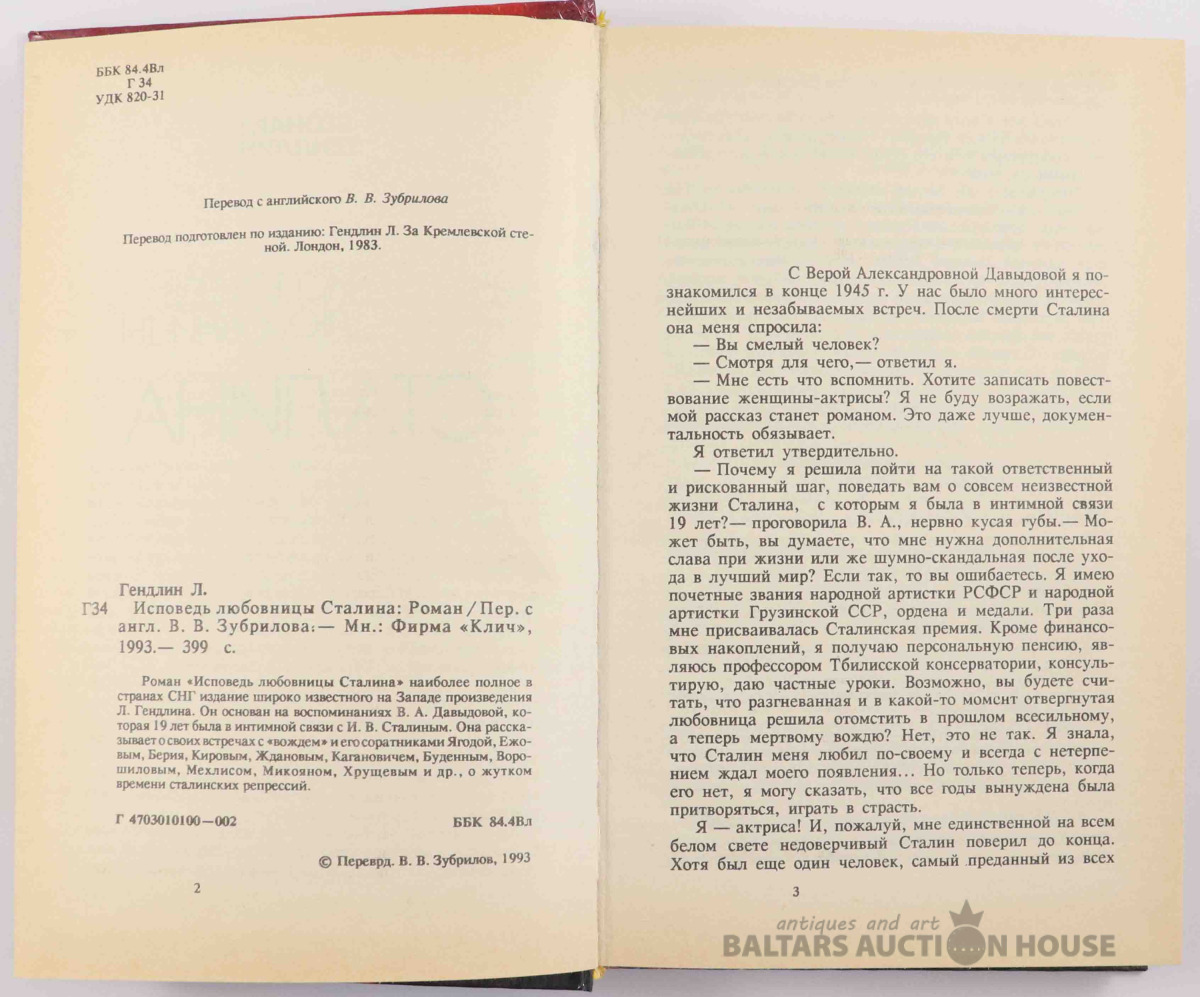 ББК 84.4Вл
Г 34
УДК 820-31
Перевод с английского В. В. Зубрилова
Перевод подготовлен по изданию: Гендлин Л. За Кремлевской сте-
ной. Лондон, 1983.
Гендлин Л.
Г34 Исповедь любовницы Сталина: Роман / Пер. с
англ. В. В. Зубрилова:— Мн.: Фирма «Клич»,
1993.— 399 с.
Роман «Исповедь любовницы Сталина» наиболее полное в
странах СНГ издание широко известного на Западе произведения
Л. Гендлина. Он основан на воспоминаниях В. А. Давыдовой, ко-
торая 19 лет была в интимной связи с И. В. Сталиным. Она расска-
зывает о своих встречах с «вождем» и его соратниками Ягодой, Ежо-
вым, Берия, Кировым, Ждановым, Кагановичем, Буденным, Воро-
шиловым, Мехлисом, Микояном, Хрущевым и др., о жутком
времени сталинских репрессий.
Г 4703010100—002 ББК 84.4Вл
© Переврд. В. В. Зубрилов, 1993
2
С Верой Александровной Давыдовой я по-
знакомился в конце 1945 г. У нас было много интерес-
нейших и незабываемых встреч. После смерти Сталина
она меня спросила:
— Вы смелый человек?
— Смотря для чего,— ответил я.
— Мне есть что вспомнить. Хотите записать повест-
вование женщины-актрисы? Я не буду возражать, если
мой рассказ станет романом. Это даже лучше, докумен-
тальность обязывает.
Я ответил утвердительно.
— Почему я решила пойти на такой ответственный
и рискованный шаг, поведать вам о совсем неизвестной
жизни Сталина, с которым я была в интимной связи
19 лет?— проговорила В. А., нервно кусая губы.— Мо-
жет быть, вы думаете, что мне нужна дополнительная
слава при жизни или же шумно-скандальная после ухо-
да в лучший мир? Если так, то вы ошибаетесь. Я имею
почетные звания народной артистки РСФСР и народной
артистки Грузинской ССР, ордена и медали. Три раза
мне присваивалась Сталинская премия. Кроме финансо-
вых накоплений, я получаю персональную пенсию, яв-
ляюсь профессором Тбилисской консерватории, консуль-
тирую, даю частные уроки. Возможно, вы будете счи-
тать, что разгневанная и в какой-то момент отвергнутая
любовница решила отомстить в прошлом всесильному,
а теперь мертвому вождю? Нет, это не так. Я знала,
что Сталин меня любил по-своему и всегда с нетерпе-
нием ждал моего появления... Но только теперь, когда
его нет, я могу сказать, что все годы вынуждена была
притворяться, играть в страсть.
Я — актриса! И, пожалуй, мне единственной на всем
белом свете недоверчивый Сталин поверил до конца.
Хотя был еще один человек, самый преданный из всех
3
antiques and art
BALTARS AUCTION HOUSE